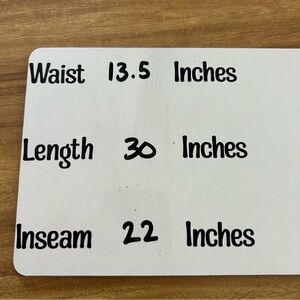 Waist 13.5 Inches
Length 30 Inches
Inseam 22 Inches